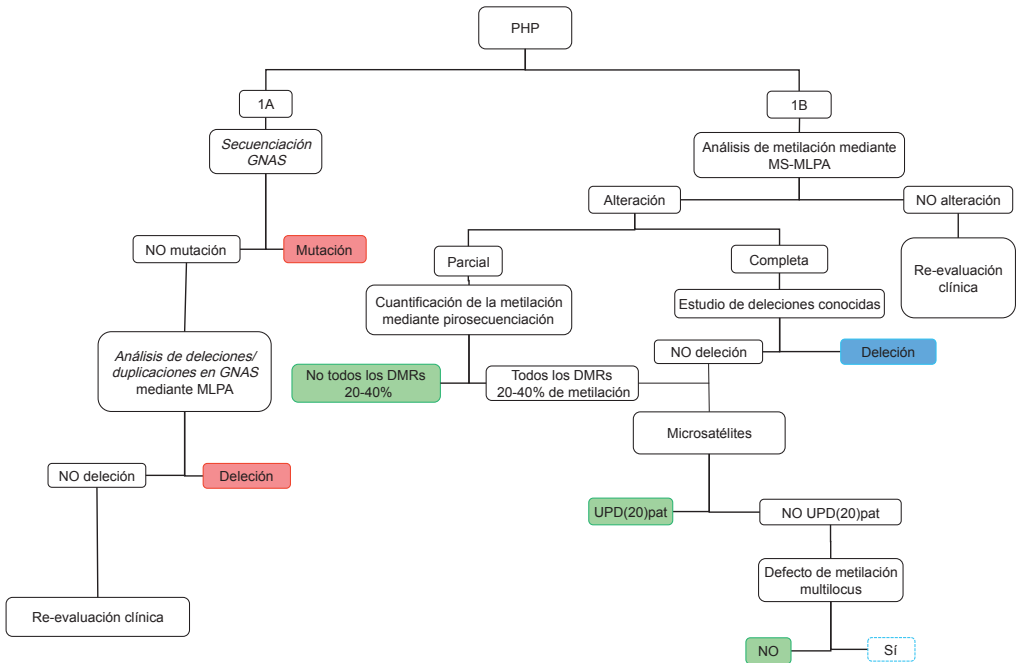 PHP
1A
1B
Secuenciación
GNAS
Análisis de metilación mediante
MS-MLPA
Alteración
NO alteración
NO mutación
Mutación
Parcial
Completa
Re-evaluación
clínica
Cuantificación de la metilación
mediante pirosecuenciación
Estudio de deleciones conocidas
Análisis de deleciones/
duplicaciones en GNAS
mediante MLPA
NO deleción
Deleción
No todos los DMRs
20-40%
Todos los DMRs
20-40% de metilación
Microsatélites
NO deleción
Deleción
UPD(20)pat
NO UPD(20)pat
Defecto de metilación
multilocus
Re-evaluación clínica
NO
Sí